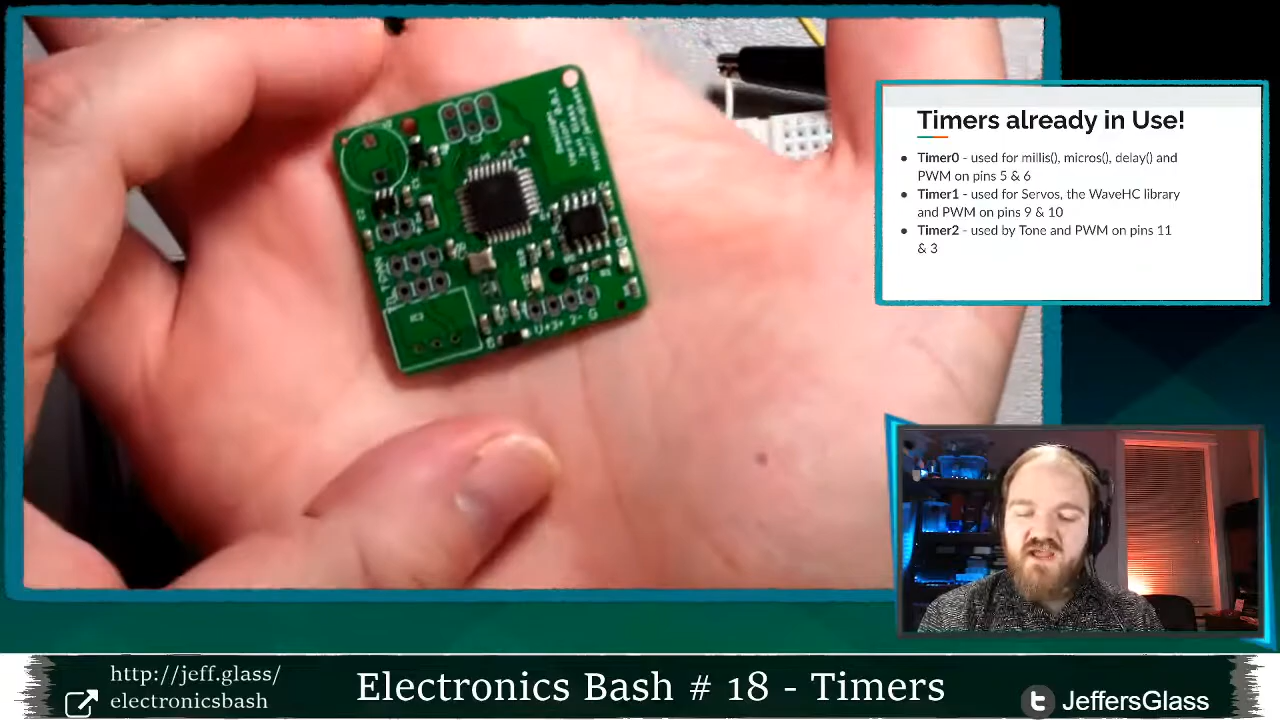 Timers already in Use!
Timer0 - used for millis(), micros(), delay() and
PWM on pins 5 & 6
Timer1 - used for Servos, the WaveHC library
and PWM on pins 9 & 10
Timer2 - used by Tone and PWM on pins 11
& 3
http://jeff.glass/
electronicsbash
Electronics Bash # 18 - Timers
JeffersGlass